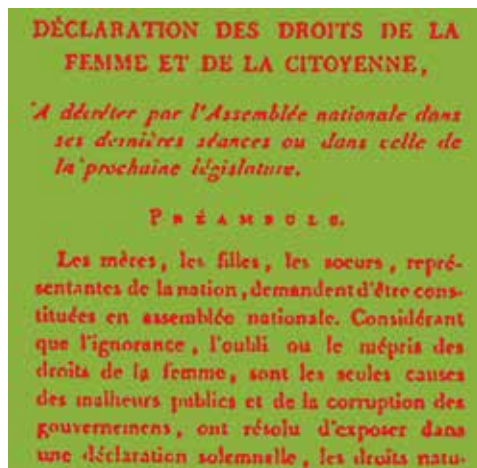 DÉCLARATION DES DROITS DE LA
FEMME ET DE LA CITOYENNE,
A décréter par l'Assemblée nationale dans
ses dernières séances ou dans celle de
la prochaine législature.
PRÉAMBULE.
Les mères, les filles, les soeurs, repré-
sentantes de la nation, demandent d'être cons-
tituées en assemblée nationale. Considérant
que l'ignorance, l'oubli ou le mépris des
droits de la femme, sont les seules causes
des malheurs publics et de la corruption des
gouvernemens, ont résolu d'exposer dans
une déclaration solemnelle, les droits natu-